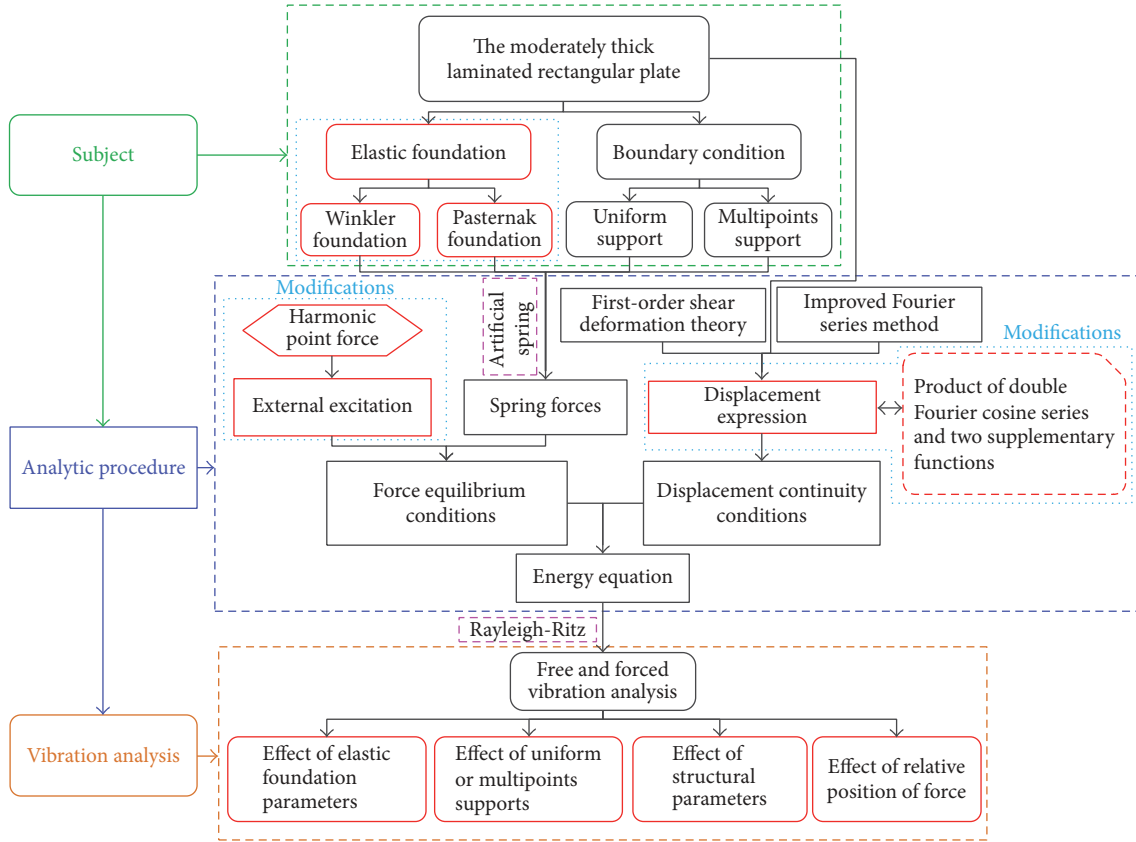 The moderately thick
laminated rectangular plate
Subject
Elastic foundation
Boundary condition
Winkler
foundation
Pasternak
foundation
Uniform
support
Multipoints
support
Modifications
Harmonic
point force
Artificial
spring
First-order shear
deformation theory
Improved Fourier
series method
Modifications
External excitation
Spring forces
Displacement
expression
Product of double
Fourier cosine series
and two supplementary
functions
Analytic procedure
Force equilibrium
conditions
Displacement continuity
conditions
Energy equation
Rayleigh-Ritz
Free and forced
vibration analysis
Vibration analysis
Effect of elastic
foundation
parameters
Effect of uniform
or multipoints
supports
Effect of
structural
parameters
Effect of relative
position of force